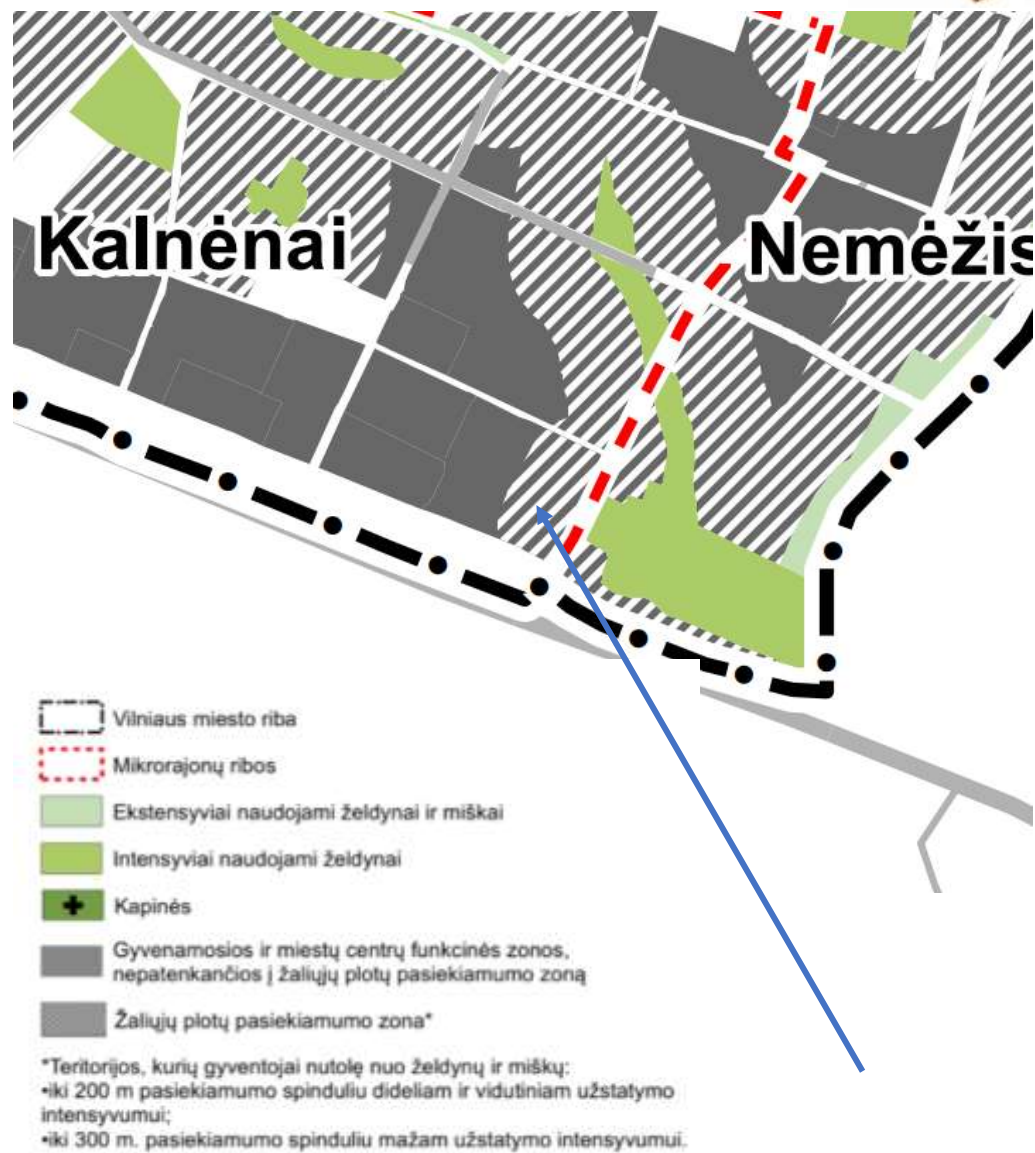 Kalnėnai
Nemėžis
Vilniaus miesto riba
Mikrorajonų ribos
Ekstensyviai naudojami želdynai ir miškai
Intensyviai naudojami želdynai
Kapinės
Gyvenamosios ir miestų centrų funkcinės zonos,
nepatenkančios į žaliųjų plotų pasiekiamumo zoną
Žaliųjų plotų pasiekiamumo zona*
*Teritorijos, kurių gyventojai nutolę nuo želdynų ir miškų:
•iki 200 m pasiekiamumo spinduliu dideliam ir vidutiniam užstatymo
intensyvumui;
•iki 300 m. pasiekiamumo spinduliu mažam užstatymo intensyvumui.